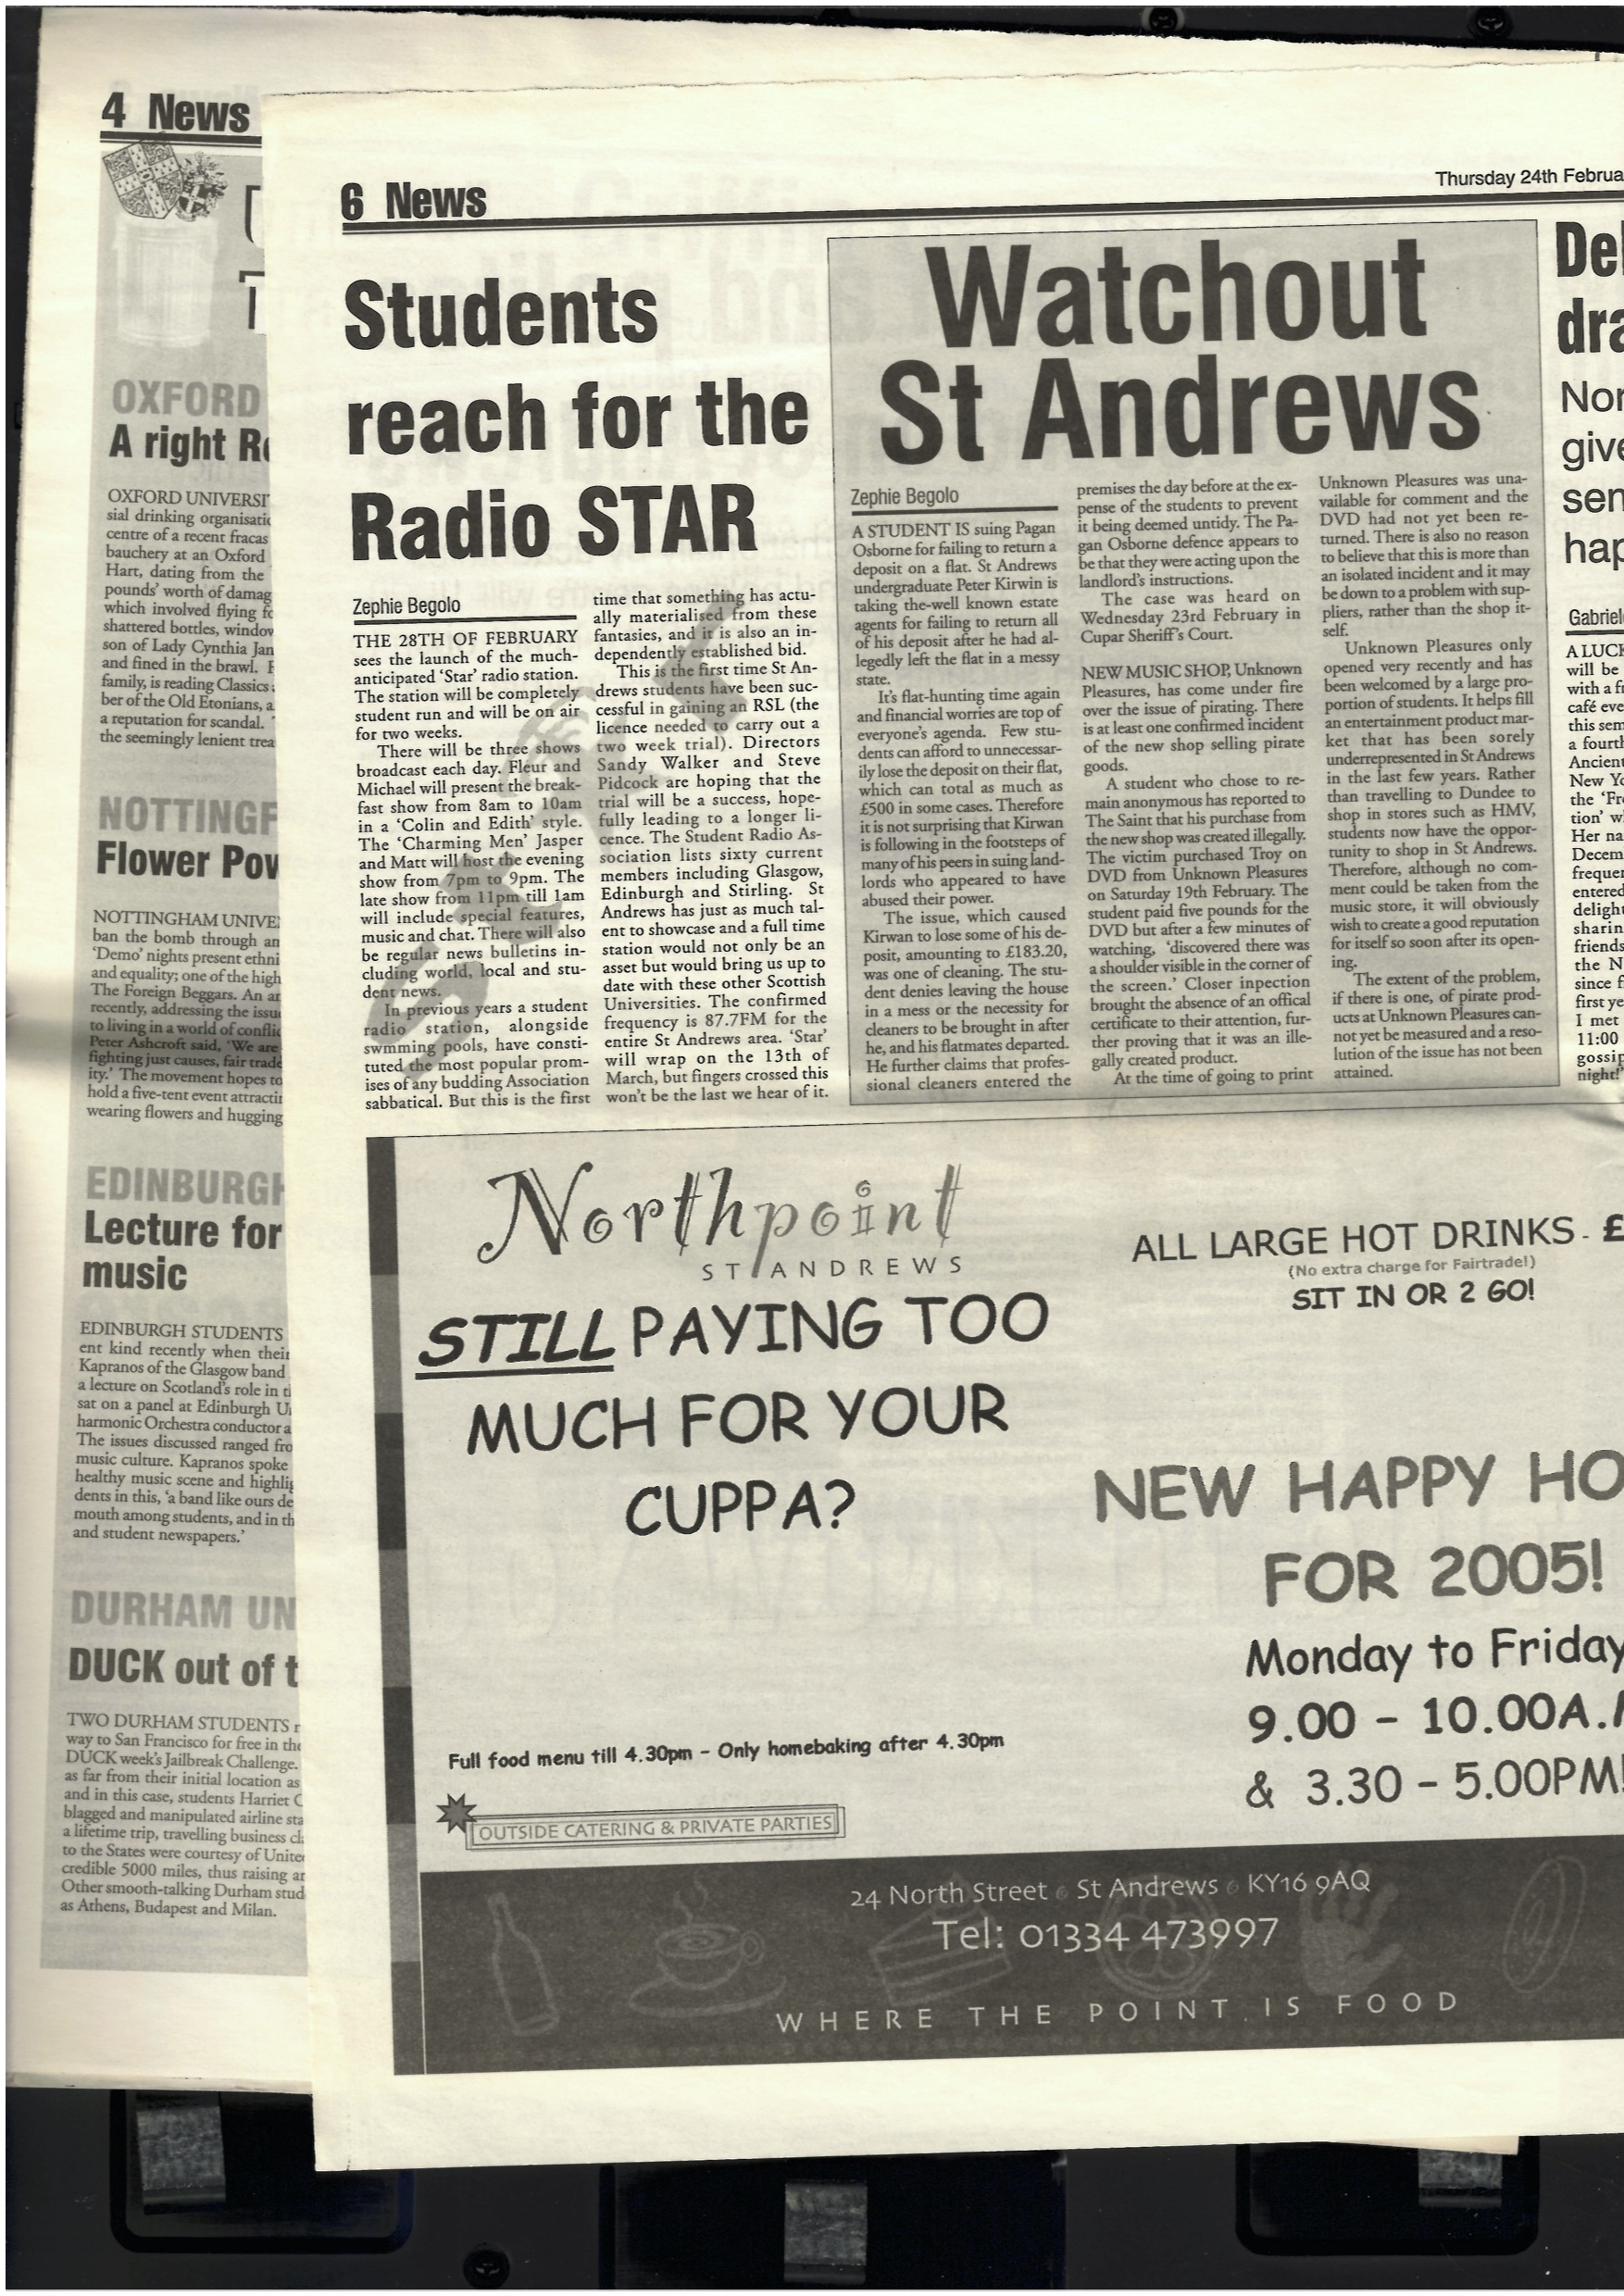 4 News
OXFORD
A right
OXFORD
sial drinking
centre of a recent fracas
bauchery at an Oxford
Hart, dating from the
pounds' worth of
which involved flying
shattered bottles,
son of Lady Cynthia
and fined in the brawl.
family, is reading Classics
ber of the Old Etonians,
a reputation for scandal.
the seemingly lenient
Flower
NOTTINGHAM
ban the bomb through an
'Demo' nights present
and equality; one of the high
The Foreign Beggars. An
recently, addressing the
to living in a world of
Peter Ashcroft said, 'We are
fighting just causes, fair trade
ity.' The movement hopes to
hold a five-tent event
wearing flowers and hugging
EDINBURGH
Lecture for
music
EDINBURGH STUDENTS
ent kind recently when their
Kapranos of the Glasgow band
a lecture on Scotland's role in
sat on a panel at Edinburgh
harmonic Orchestra conductor
The issues discussed ranged
music culture. Kapranos spoke
healthy music scene and
dents in this, 'a band like ours
mouth among students, and in
and student newspapers.'
DURHAM UN
DUCK out of
TWO DURHAM STUDENTS
way to San Francisco for free in
DUCK week's Jailbreak Challenge.
as far from their initial location as
and in this case, students Harriet
blagged and manipulated airline
a lifetime trip, travelling business
to the States were courtesy of
credible 5000 miles, thus raising
Other smooth-talking Durham
as Athens, Budapest and Milan.
6 News
Thursday 24th
Students
reach for the
Radio STAR
Zephie Begolo
THE 28TH OF FEBRUARY
sees the launch of the much-
anticipated 'Star' radio station.
The station will be completely
student run and will be on air
for two weeks.
There will be three shows
broadcast each day. Fleur and
Michael will present the break-
fast show from 8am to 10am
in a 'Colin and Edith' style.
The 'Charming Men' Jasper
and Matt will host the evening
show from 7pm to 9pm. The
late show from 11pm till 1am
will include special features,
music and chat. There will also
be regular news bulletins in-
cluding world, local and stu-
dent news.
In previous years a student
radio station, alongside
swmming pools, have consti-
tuted the most popular prom-
ises of any budding Association
sabbatical. But this is the first
time that something has actu-
ally materialised from these
fantasies, and it is also an in-
dependently established bid.
This is the first time St An-
drews students have been suc-
cessful in gaining an RSL (the
licence needed to carry out a
two week trial). Directors
Sandy Walker and Steve
Pidcock are hoping that the
trial will be a success, hope-
fully leading to a longer li-
cence. The Student Radio As-
sociation lists sixty current
members including Glasgow,
Edinburgh and Stirling. St
Andrews has just as much tal-
ent to showcase and a full time
station would not only be an
asset but would bring us up to
date with these other Scottish
Universities. The confirmed
frequency is 87.7FM for the
entire St Andrews area. 'Star'
will wrap on the 13th of
March, but fingers crossed this
won't be the last we hear of it.
Watchout
St Andrews
Zephie Begolo
A STUDENT IS suing Pagan
Osborne for failing to return a
deposit on a flat. St Andrews
undergraduate Peter Kirwin is
taking the-well known estate
agents for failing to return all
of his deposit after he had al-
legedly left the flat in a messy
state.
It's flat-hunting time again
and financial worries are top of
everyone's agenda. Few stu-
dents can afford to unnecessar-
ily lose the deposit on their flat,
which can total as much as
£500 in some cases. Therefore
it is not surprising that Kirwan
is following in the footsteps of
many of his peers in suing land-
lords who appeared to have
abused their power.
The issue, which caused
Kirwan to lose some of his de-
posit, amounting to £183.20,
was one of cleaning. The stu-
dent denies leaving the house
in a mess or the necessity for
cleaners to be brought in after
he, and his flatmates departed.
He further claims that profes-
sional cleaners entered the
premises the day before at the ex-
pense of the students to prevent
it being deemed untidy. The Pa-
gan Osborne defence appears to
be that they were acting upon the
landlord's instructions.
The case was heard on
Wednesday 23rd February in
Cupar Sheriff's Court.
NEW MUSIC SHOP, Unknown
Pleasures, has come under fire
over the issue of pirating. There
is at least one confirmed incident
of the new shop selling pirate
goods.
A student who chose to re-
main anonymous has reported to
The Saint that his purchase from
the new shop was created illegally.
The victim purchased Troy on
DVD from Unknown Pleasures
on Saturday 19th February. The
student paid five pounds for the
DVD but after a few minutes of
watching, 'discovered there was
a shoulder visible in the corner of
the screen.' Closer inpection
brought the absence of an offical
certificate to their attention, fur-
ther proving that it was an ille-
gally created product.
At the time of going to print
Unknown Pleasures was una-
vailable for comment and the
DVD had not yet been re-
turned. There is also no reason
to believe that this is more than
an isolated incident and it may
be down to a problem with sup-
pliers, rather than the shop it-
self.
Unknown Pleasures only
opened very recently and has
been welcomed by a large pro-
portion of students. It helps fill
an entertainment product mar-
ket that has been sorely
underrepresented in St Andrews
in the last few years. Rather
than travelling to Dundee to
shop in stores such as HMV,
students now have the oppor-
tunity to shop in St Andrews.
Therefore, although no com-
ment could be taken from the
music store, it will obviously
wish to create a good reputation
for itself so soon after its open-
ing.
The extent of the problem,
if there is one, of pirate prod-
ucts at Unknown Pleasures can-
not yet be measured and a reso-
lution of the issue has not been
attained.
will be
with a
café
this
a fourth
Ancient
New
the
Her
entered
friends
the
since
first
I met
11:00
night!'
Northpoint
ST ANDREWS
STILL PAYING TOO
MUCH FOR YOUR
CUPPA?
ALL LARGE HOT DRINKS - £
(No extra charge for Fairtrade!)
SIT IN OR 2 GO!
NEW HAPPY HO
FOR 2005!
Monday to Friday
9.00 - 10.00A.
& 3.30 - 5.00PM
Full food menu till 4.30pm - Only homebaking after 4.30pm
OUTSIDE CATERING & PRIVATE PARTIES
24 North Street St Andrews KY16 9AQ
Tel: 01334 473997
WHERE THE POINT IS FOOD